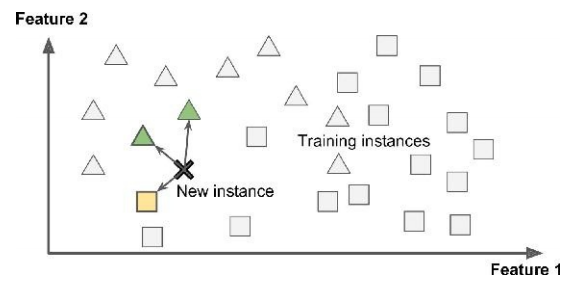 Feature 2
Training instances
New instance
Feature 1